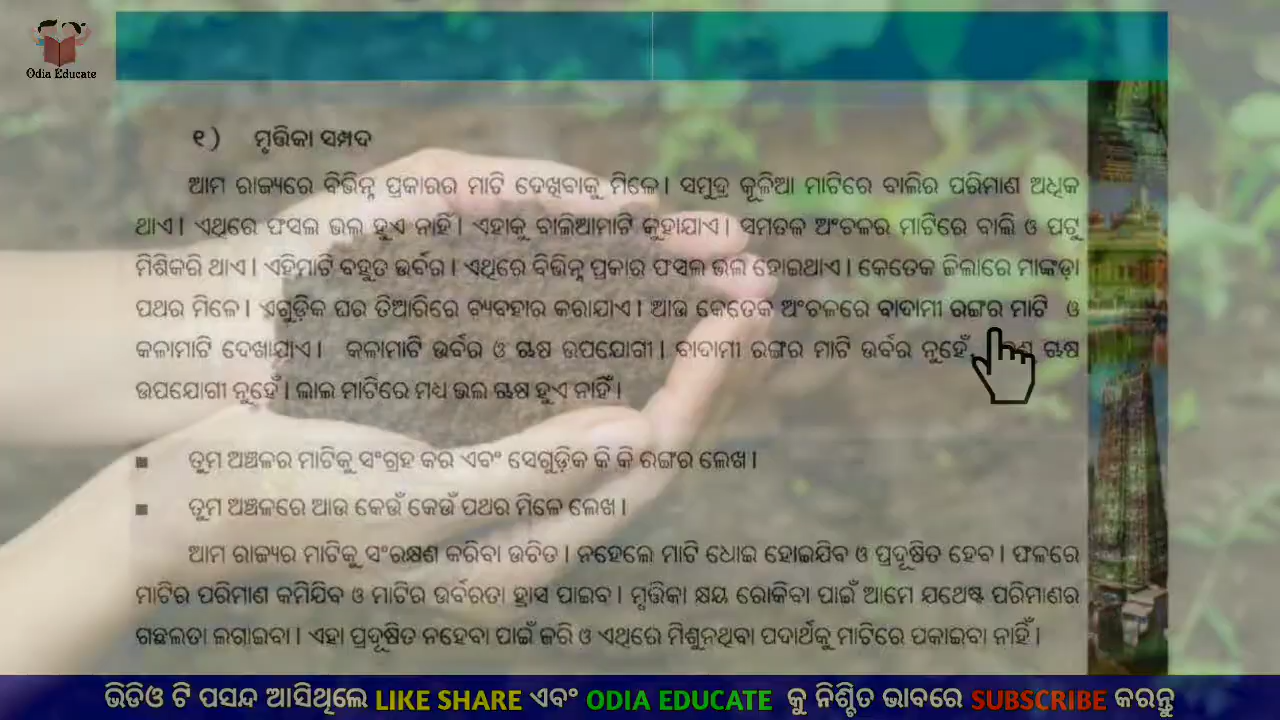 Odia Educate
୧) ମୃତ୍ତିକା ସମ୍ପଦ
ଆମ ରାଜ୍ୟରେ ବିଭିନ୍ନ ପ୍ରକାରର ମାଟି ଦେଖିବାକୁ ମିଳେ। ସମୁଦ୍ର କୂଳିଆ ମାଟିରେ ବାଲିର ପରିମାଣ ଅଧିକ
ଥାଏ। ଏଥିରେ ଫସଲ ଭଲ ହୁଏ ନାହିଁ। ଏହାକୁ ବାଲିଆମାଟି କୁହାଯାଏ। ସମତଳ ଅଂଚଳର ମାଟିରେ ବାଲି ଓ ପଟୁ
ମିଶିକରି ଥାଏ। ଏହିମାଟି ବହୁତ ଉର୍ବର। ଏଥିରେ ବିଭିନ୍ନ ପ୍ରକାର ଫସଲ ଭଲ ହୋଇଥାଏ। କେତେକ ଜିଲାରେ ମାଙ୍କଡ଼ା
ପଥର ମିଳେ। ଏଗୁଡ଼ିକ ଘର ତିଆରିରେ ବ୍ୟବହାର କରାଯାଏ। ଆଉ କେତେକ ଅଂଚଳରେ ବାଦାମୀ ରଙ୍ଗର ମାଟି ଓ
କଳାମାଟି ଦେଖାଯାଏ। କଳାମାଟି ଉର୍ବର ଓ ଋଷ ଉପଯୋଗୀ। ବାଦାମୀ ରଙ୍ଗର ମାଟି ଉର୍ବର ନୁହେଁ ଋଷ
ଉପଯୋଗୀ ନୁହେଁ। ଲାଲ ମାଟିରେ ମଧ୍ୟ ଭଲ ଋଷ ହୁଏ ନାହିଁ।
■ ତୁମ ଅଞ୍ଚଳର ମାଟିକୁ ସଂଗ୍ରହ କର ଏବଂ ସେଗୁଡ଼ିକ କି କି ରଙ୍ଗର ଲେଖ।
■ ତୁମ ଅଞ୍ଚଳରେ ଆଉ କେଉଁ କେଉଁ ପଥର ମିଳେ ଲେଖ।
ଆମ ରାଜ୍ୟର ମାଟିକୁ ସଂରକ୍ଷଣ କରିବା ଉଚିତ। ନହେଲେ ମାଟି ଧୋଇ ହୋଇଯିବ ଓ ପ୍ରଦୂଷିତ ହେବ। ଫଳରେ
ମାଟିର ପରିମାଣ କମିଯିବ ଓ ମାଟିର ଉର୍ବରତା ହ୍ରାସ ପାଇବ। ମୃତ୍ତିକା କ୍ଷୟ ରୋକିବା ପାଇଁ ଆମେ ଯଥେଷ୍ଟ ପରିମାଣର
ଗଛଲତା ଲଗାଇବା। ଏହା ପ୍ରଦୂଷିତ ନହେବା ପାଇଁ ଜରି ଓ ଏଥିରେ ମିଶୁନଥିବା ପଦାର୍ଥକୁ ମାଟିରେ ପକାଇବା ନାହିଁ।
ଭିଡିଓ ଟି ପସନ୍ଦ ଆସିଥିଲେ LIKE SHARE ଏବଂ ODIA EDUCATE କୁ ନିଶ୍ଚିତ ଭାବରେ SUBSCRIBE କରନ୍ତୁ